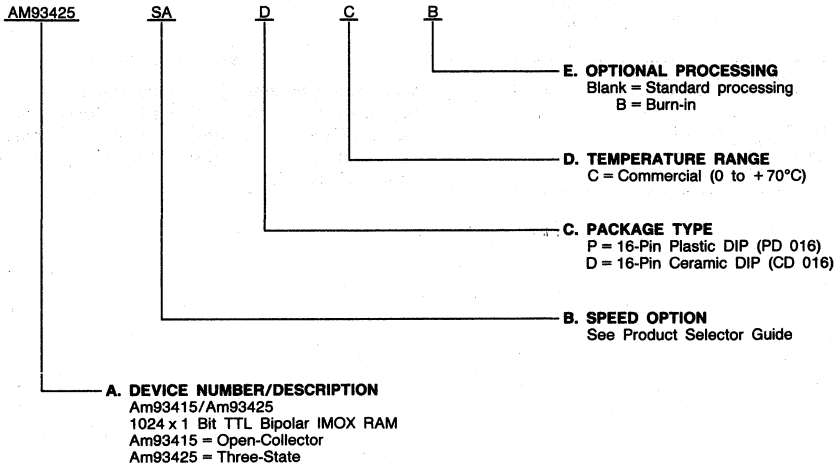 AM93425 SA D C B
E. OPTIONAL PROCESSING
Blank = Standard processing
B = Burn-in
D. TEMPERATURE RANGE
C = Commercial (0 to +70°C)
C. PACKAGE TYPE
P = 16-Pin Plastic DIP (PD 016)
D = 16-Pin Ceramic DIP (CD 016)
B. SPEED OPTION
See Product Selector Guide
A. DEVICE NUMBER/DESCRIPTION
Am93415/Am93425
1024 x 1 Bit TTL Bipolar IMOX RAM
Am93415 = Open-Collector
Am93425 = Three-State